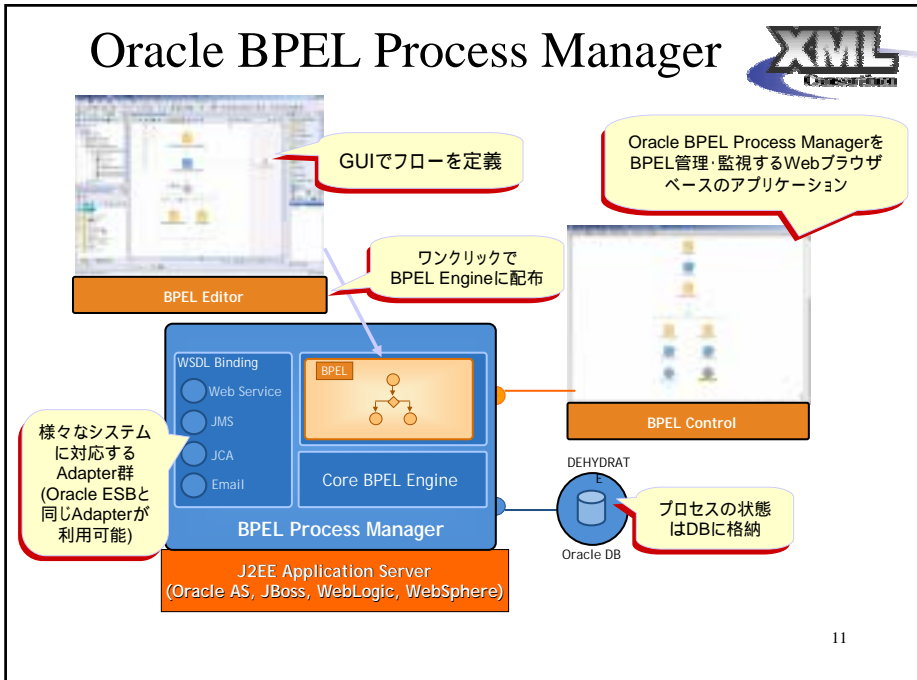 Oracle BPEL Process Manager
XML
Consortium
GUIでフローを定義
Oracle BPEL Process Managerを
BPEL管理・監視するWebブラウザ
ベースのアプリケーション
ワンクリックで
BPEL Engineに配布
BPEL Editor
WSDL Binding
Web Service
JMS
JCA
Email
BPEL
Core BPEL Engine
BPEL Process Manager
BPEL Control
様々なシステム
に対応する
Adapter群
(Oracle ESBと
同じAdapterが
利用可能)
DEHYDRAT
E
Oracle DB
プロセスの状態
はDBに格納
J2EE Application Server
(Oracle AS, JBoss, WebLogic, WebSphere)
11